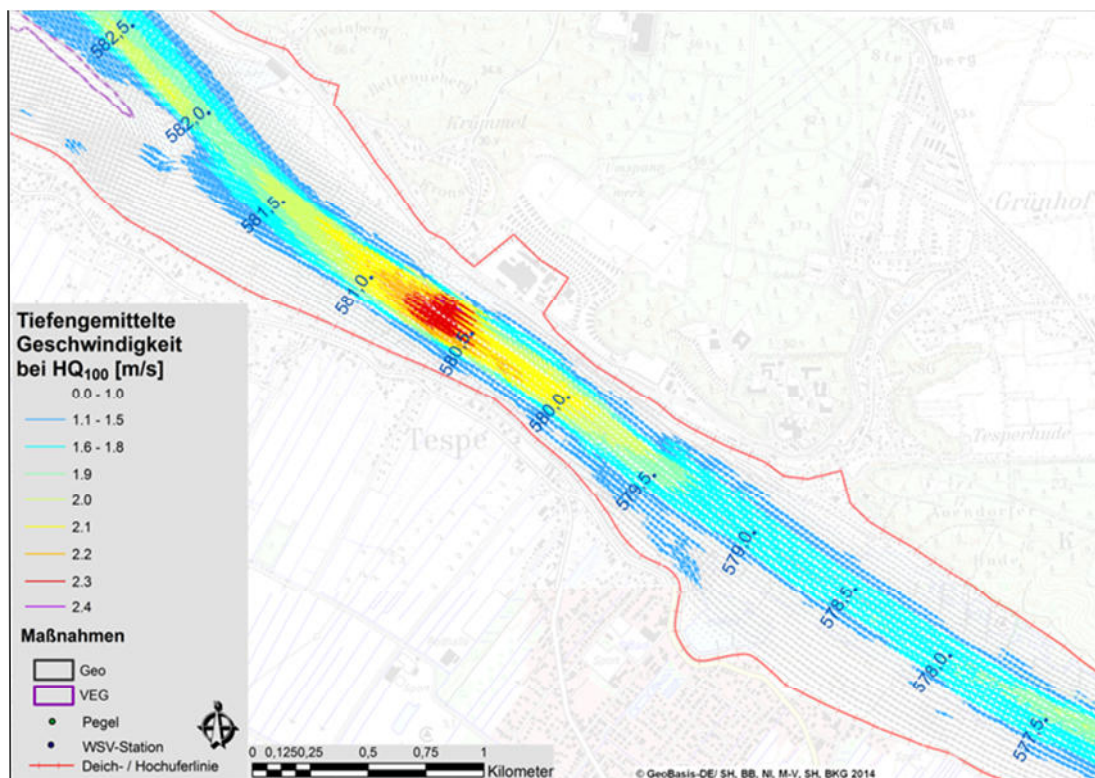 582,5
Weinberg
582,0
Krümmel
581,5
581,0
Steinberg
Grünhof
NSG
Tesperhude
580,5
580,0
Tespe
579,5
579,0
578,5
578,0
577,5
K
Tiefengemittelte
Geschwindigkeit
bei HQ100 [m/s]
0.0 - 1.0
1.1 - 1.5
1.6 - 1.8
1.9
2.0
2.1
2.2
2.3
2.4
Maßnahmen
Geo
VEG
Pegel
WSV-Station
Deich- / Hochuferlinie
0 0,1250,25 0,5 0,75 1
Kilometer
© GeoBasis-DE/ SH, BB, NI, M-V, SH, BKG 2014